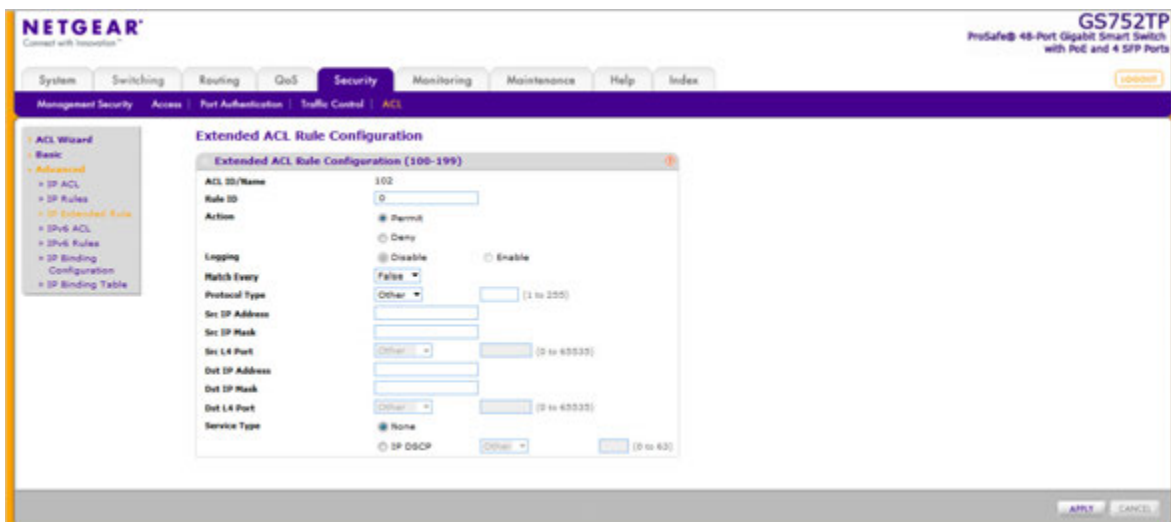 NETGEAR®
Connect with Innovation™
GS752TP
ProSafe® 48-Port Gigabit Smart Switch
with PoE and 4 SFP Ports
System Switching Routing QoS Security Monitoring Maintenance Help Index
LOGOUT
Management Security Access | Port Authentication | Traffic Control | ACL
ACL Wizard
Basic
Advanced
» IP ACL
» IP Rules
» IP Extended Rule
» IPv6 ACL
» IPv6 Rules
» IP Binding
Configuration
» IP Binding Table
Extended ACL Rule Configuration
Extended ACL Rule Configuration (100-199)
ACL ID/Name 102
Rule ID 0
Action Permit
Deny
Logging Disable Enable
Match Every False
Protocol Type Other (1 to 255)
Src IP Address
Src IP Mask
Src L4 Port Other (0 to 65535)
Dst IP Address
Dst IP Mask
Dst L4 Port Other (0 to 65535)
Service Type None
IP DSCP Other (0 to 63)
APPLY CANCEL